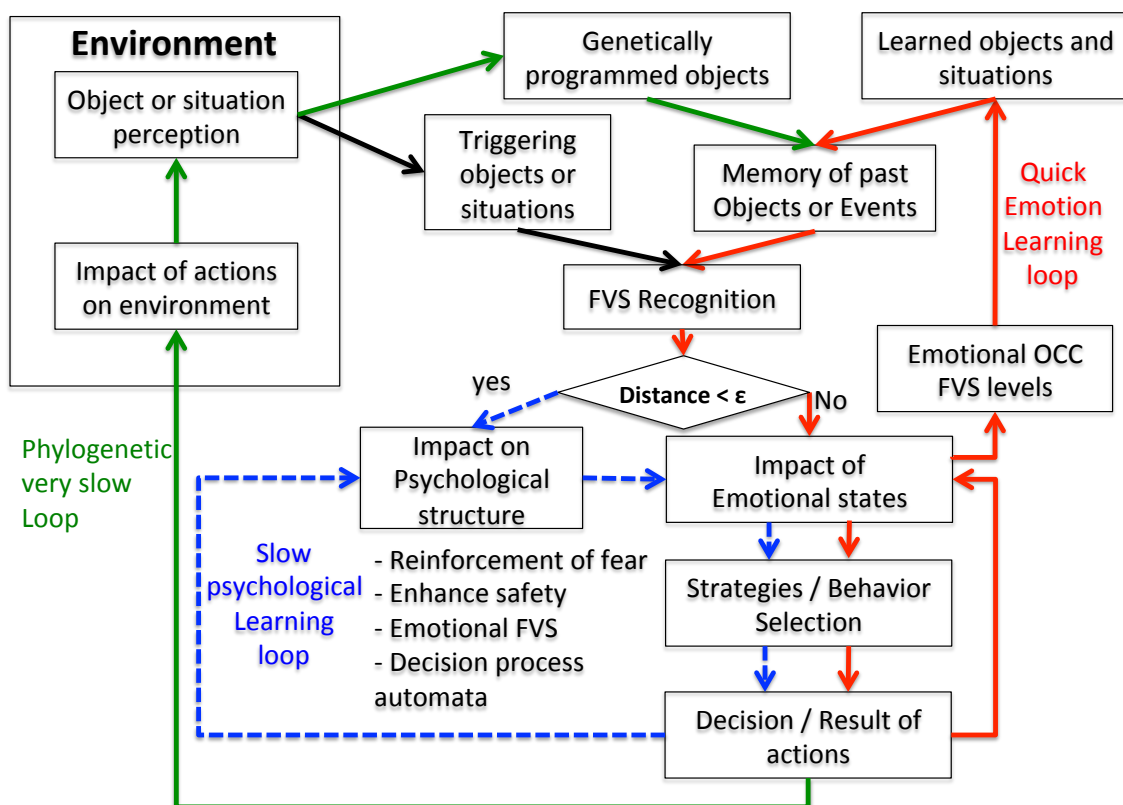 Environment
Object or situation
perception
Impact of actions
on environment
Genetically
programmed objects
Learned objects and
situations
Triggering
objects or
situations
Memory of past
Objects or Events
Quick
Emotion
Learning
loop
FVS Recognition
Emotional OCC
FVS levels
yes
Distance < ε
No
Phylogenetic
very slow
Loop
Impact on
Psychological
structure
Impact of
Emotional states
Slow
psychological
Learning
loop
- Reinforcement of fear
- Enhance safety
- Emotional FVS
- Decision process
automata
Strategies / Behavior
Selection
Decision / Result of
actions